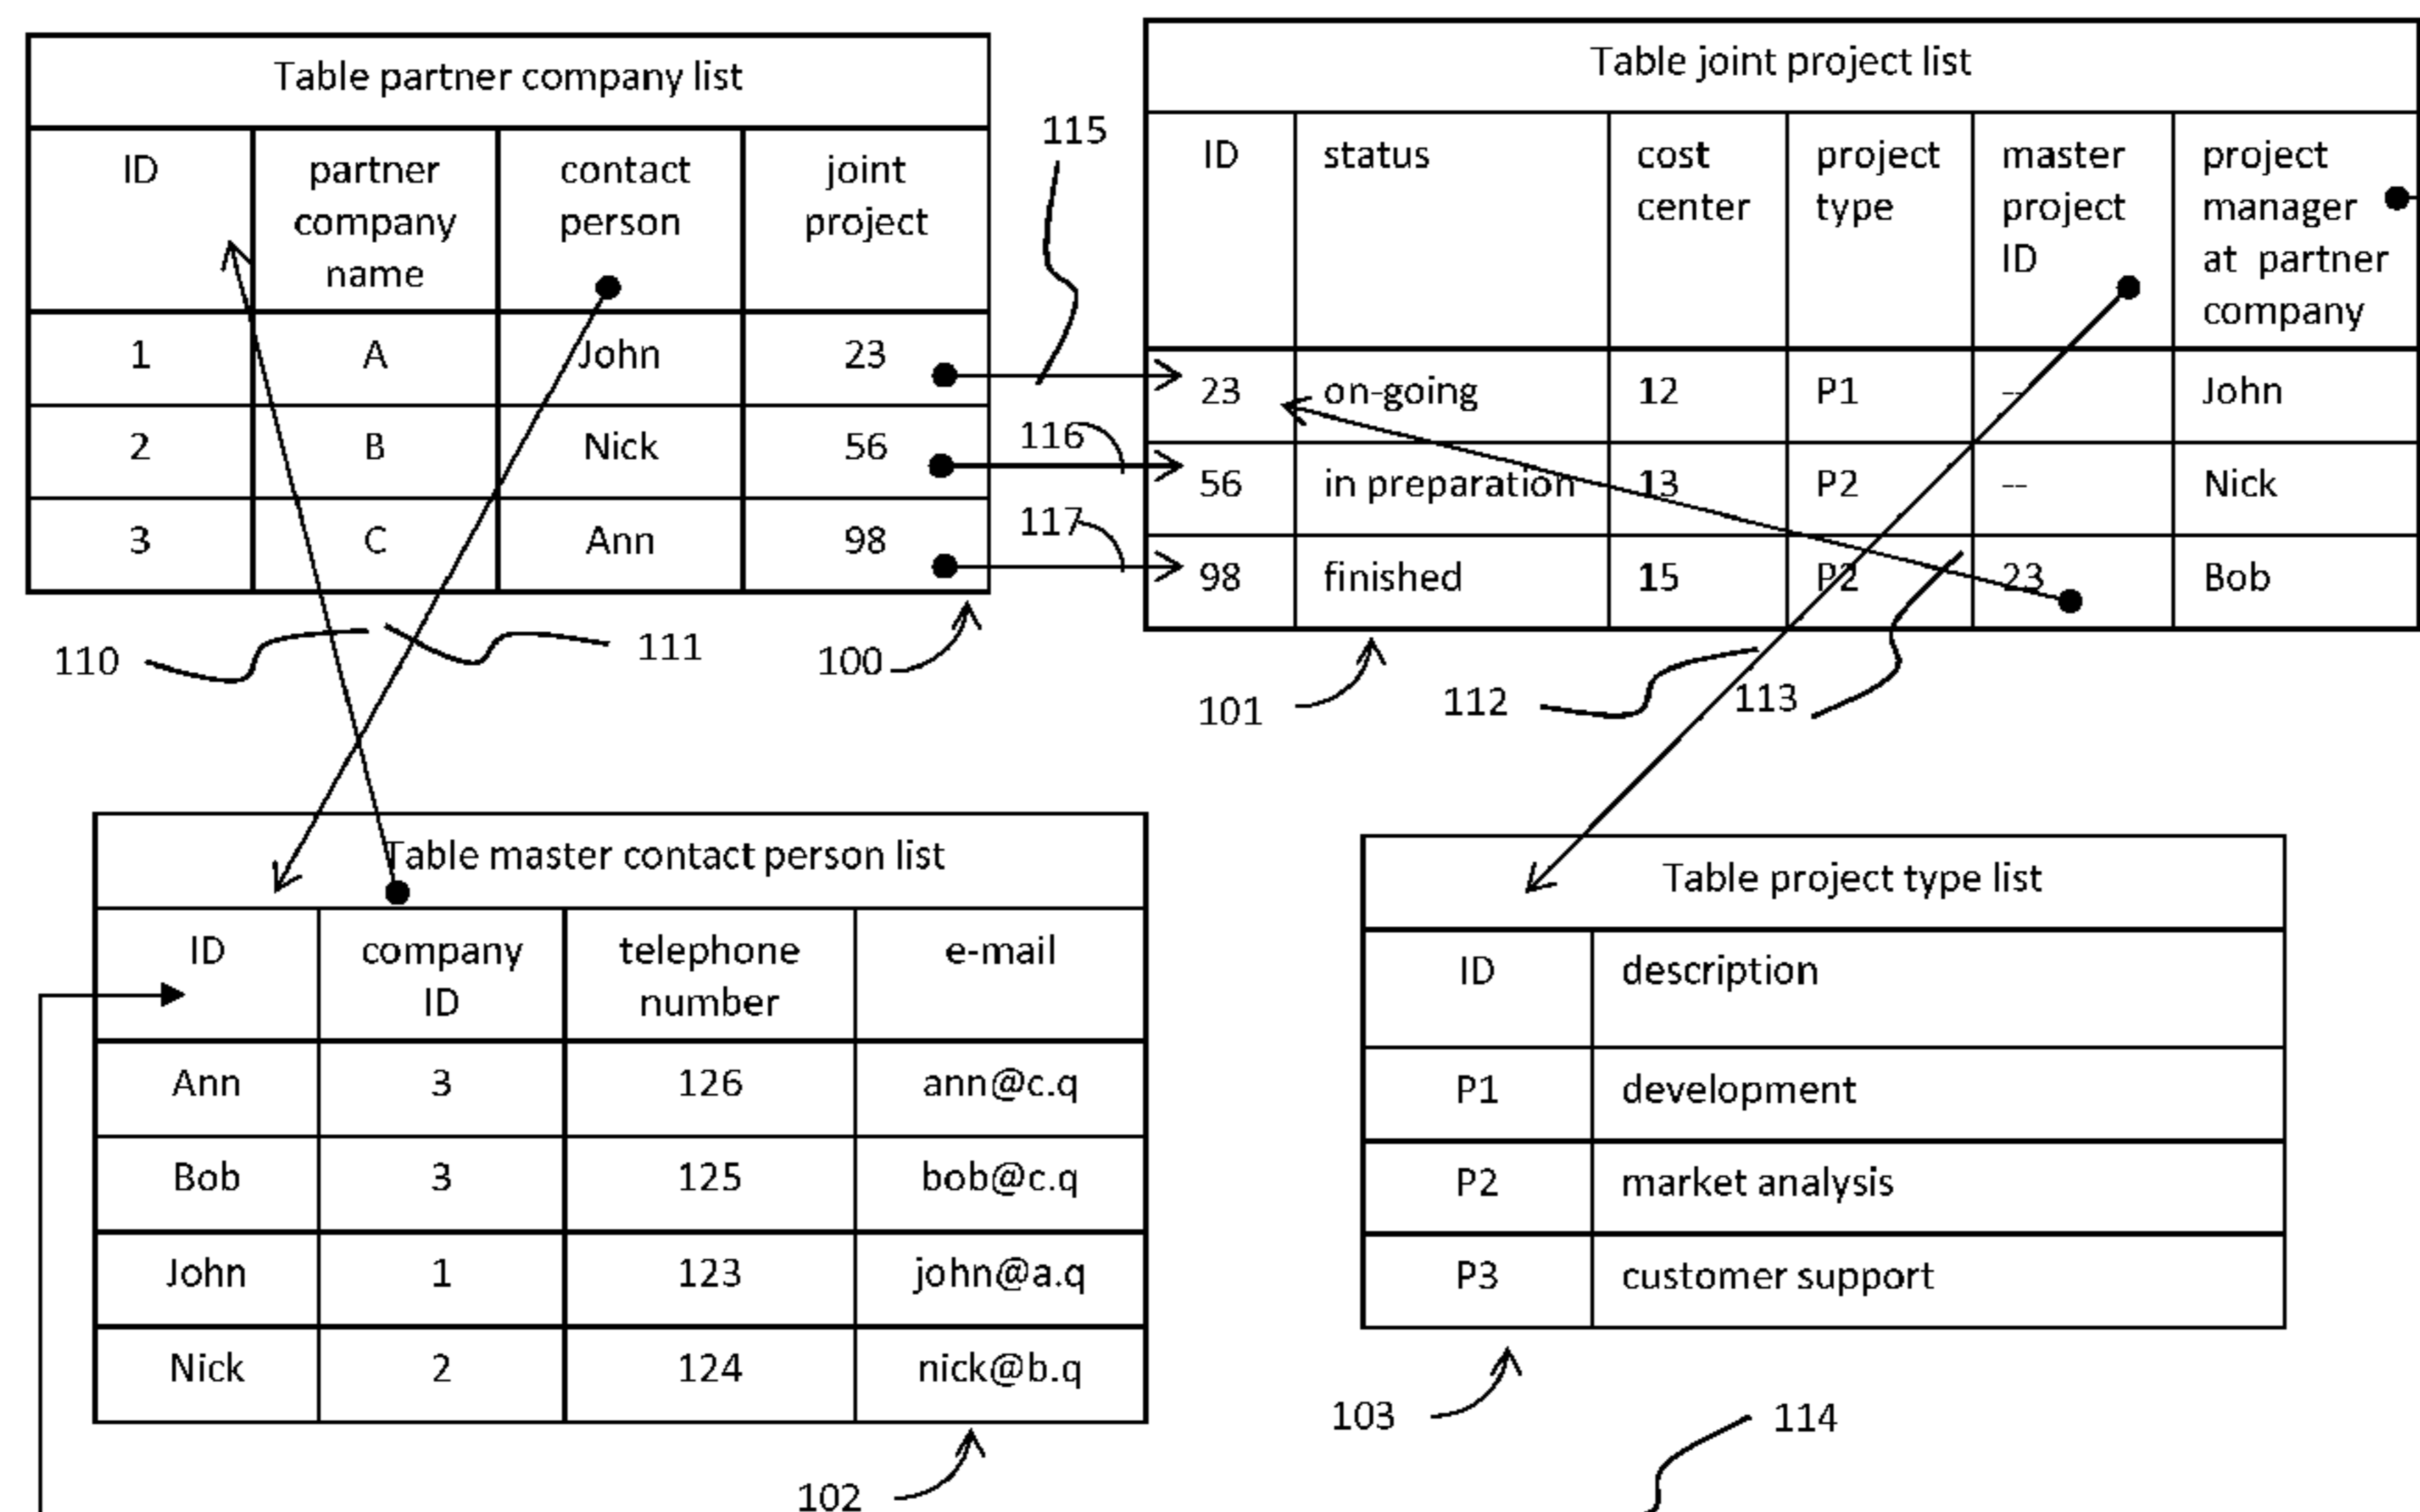 Table partner company list
ID partner company name contact person joint project
1 A John 23
2 B Nick 56
3 C Ann 98
110
111
100
115
116
117
Table joint project list
ID status cost center project type master project ID project manager at partner company
23 on-going 12 P1 -- John
56 in preparation 13 P2 -- Nick
98 finished 15 P2 23 Bob
101
112
113
Table master contact person list
ID company ID telephone number e-mail
Ann 3 126 ann@c.q
Bob 3 125 bob@c.q
John 1 123 john@a.q
Nick 2 124 nick@b.q
102
Table project type list
ID description
P1 development
P2 market analysis
P3 customer support
103
114